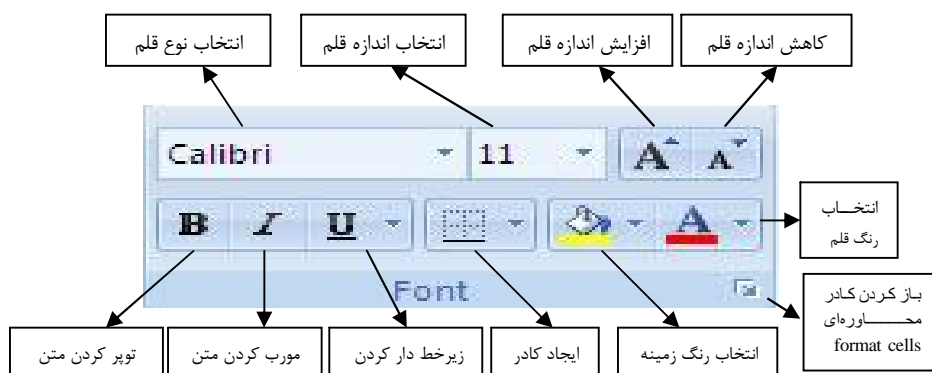 کاهش اندازه قلم
افزایش اندازه قلم
انتخاب اندازه قلم
انتخاب نوع قلم
Calibri 11 A A
B I U A
انتخاب
رنگ قلم
Font
باز کردن کادر
محاوره‌ای
format cells
انتخاب رنگ زمینه
ایجاد کادر
زیرخط دار کردن
مورب کردن متن
توپر کردن متن